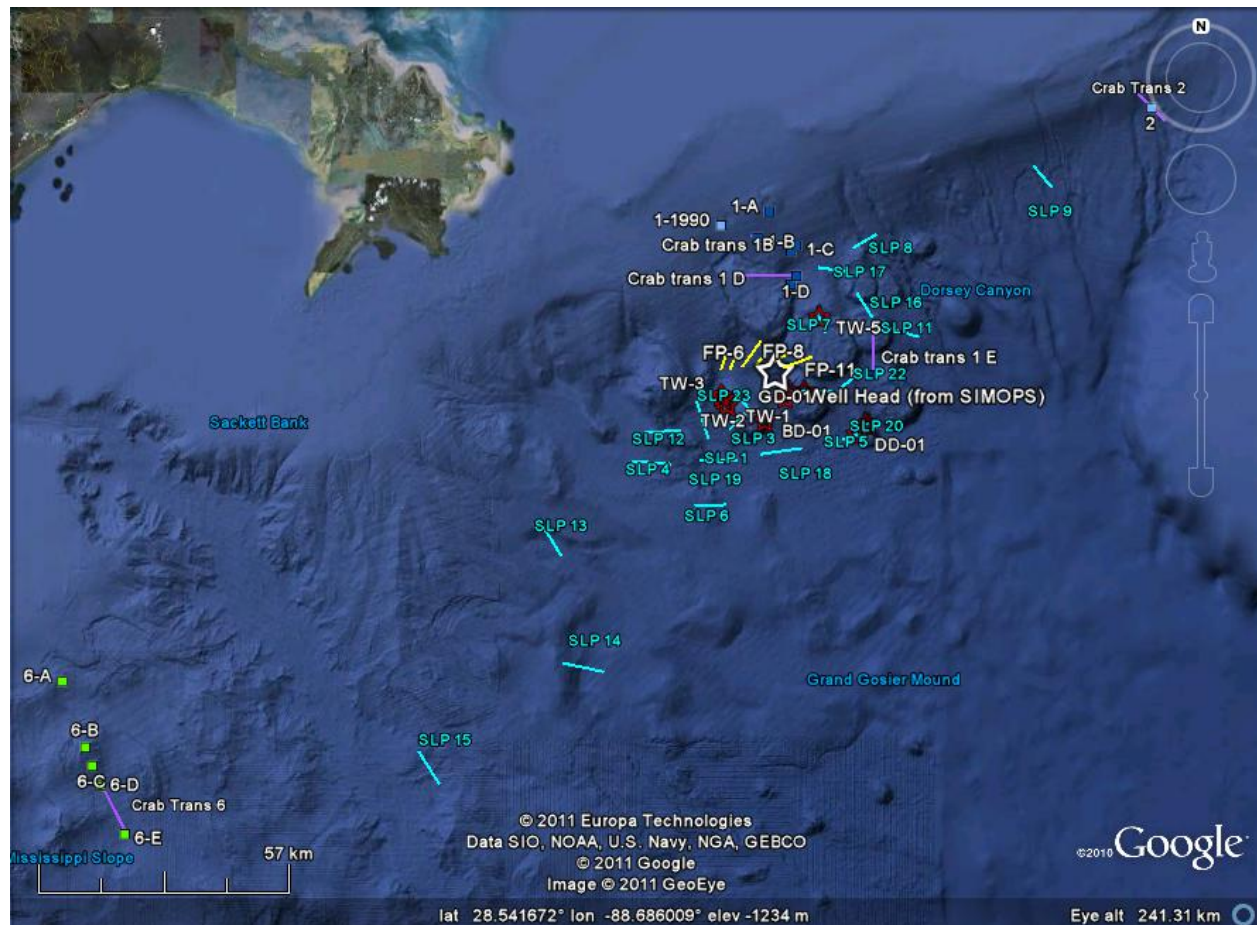 N
Crab Trans 2
2
SLP 9
1-A
1-1990
Crab trans 1B
-B
1-C
SLP 8
Crab trans 1 D
SLP 17
1-D
Dorsey Canyon
SLP 16
SLP 7
TW-5
SLP 11
FP-6
FP-8
Crab trans 1 E
FP-11
SLP 22
TW-3
SLP 23
GD-01
Well Head (from SIMOPS)
Sackett Bank
TW-2
TW-1
SLP 20
BD-01
SLP 12
SLP 3
SLP 5
DD-01
SLP 1
SLP 4
SLP 18
SLP 19
SLP 6
SLP 13
SLP 14
6-A
Grand Gosier Mound
6-B
SLP 15
6-C
6-D
Crab Trans 6
6-E
Mississippi Slope
57 km
© 2011 Europa Technologies
Data SIO, NOAA, U.S. Navy, NGA, GEBCO
© 2011 Google
Image © 2011 GeoEye
©2010 Google
lat 28.541672° lon -88.686009° elev -1234 m
Eye alt 241.31 km